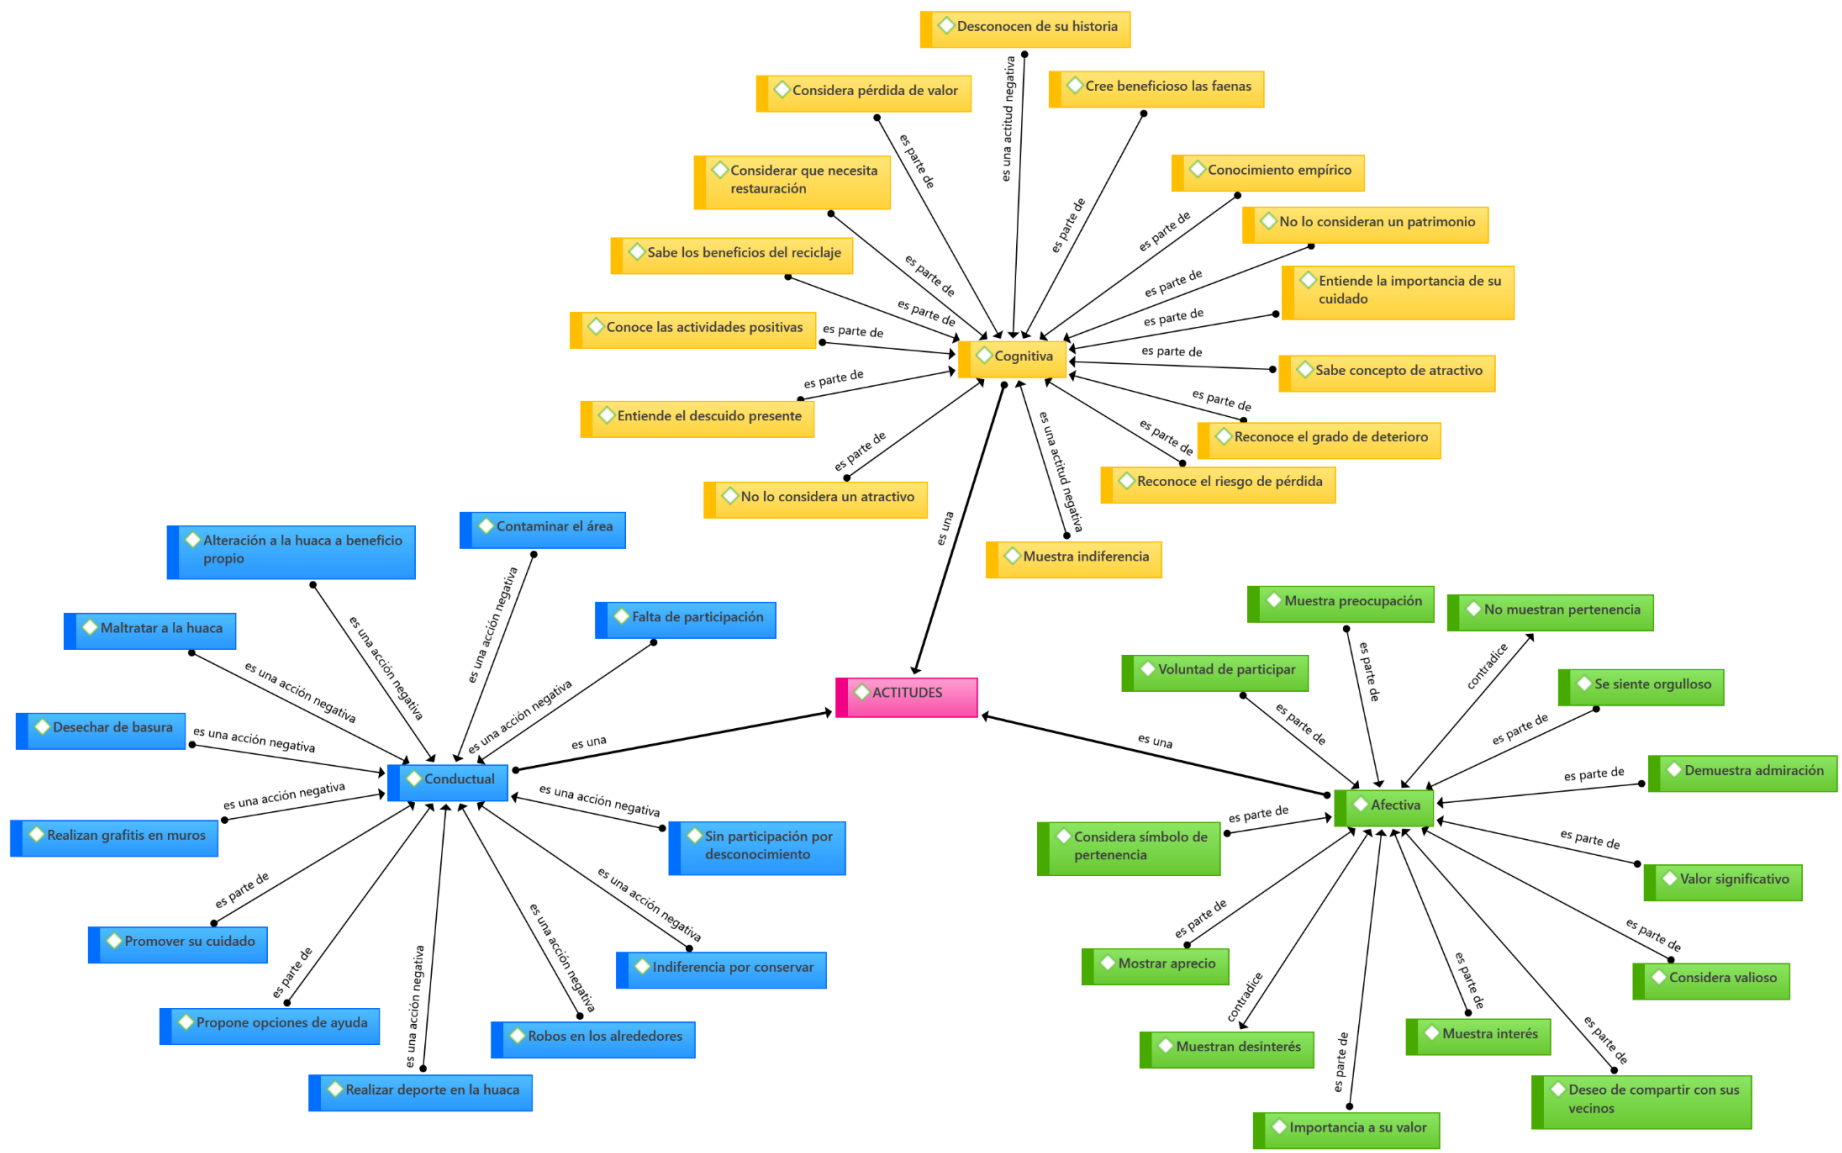 Desconocen de su historia
Considera pérdida de valor
Cree beneficioso las faenas
es una actitud negativa
es parte de
Considerar que necesita
restauración
Conocimiento empírico
es parte de
es parte de
No lo consideran un patrimonio
Sabe los beneficios del reciclaje
es parte de
es parte de
Entiende la importancia de su
cuidado
es parte de
Conoce las actividades positivas
es parte de
es parte de
Cognitiva
es parte de
Sabe concepto de atractivo
es parte de
Entiende el descuido presente
es parte de
Reconoce el grado de deterioro
es parte de
es parte de
Reconoce el riesgo de pérdida
No lo considera un atractivo
es una actitud negativa
Muestra indiferencia
es una
Contaminar el área
Alteración a la huaca a beneficio
propio
Maltratar a la huaca
Falta de participación
es una acción negativa
es una acción negativa
es una acción negativa
es una acción negativa
Desechar de basura
es una acción negativa
Conductual
es una
ACTITUDES
es una
Realizan grafitis en muros
es una acción negativa
es una acción negativa
Sin participación por
desconocimiento
es parte de
Promover su cuidado
es una acción negativa
Indiferencia por conservar
es parte de
Propone opciones de ayuda
es una acción negativa
Robos en los alrededores
es una acción negativa
Realizar deporte en la huaca
Muestra preocupación
No muestran pertenencia
Voluntad de participar
es parte de
contradice
Se siente orgulloso
es parte de
es parte de
Demuestra admiración
es parte de
Afectiva
Considera símbolo de
pertenencia
es parte de
es parte de
Valor significativo
Mostrar aprecio
es parte de
es parte de
Considera valioso
contradice
Muestran desinterés
es parte de
Muestra interés
es parte de
Importancia a su valor
es parte de
Deseo de compartir con sus
vecinos